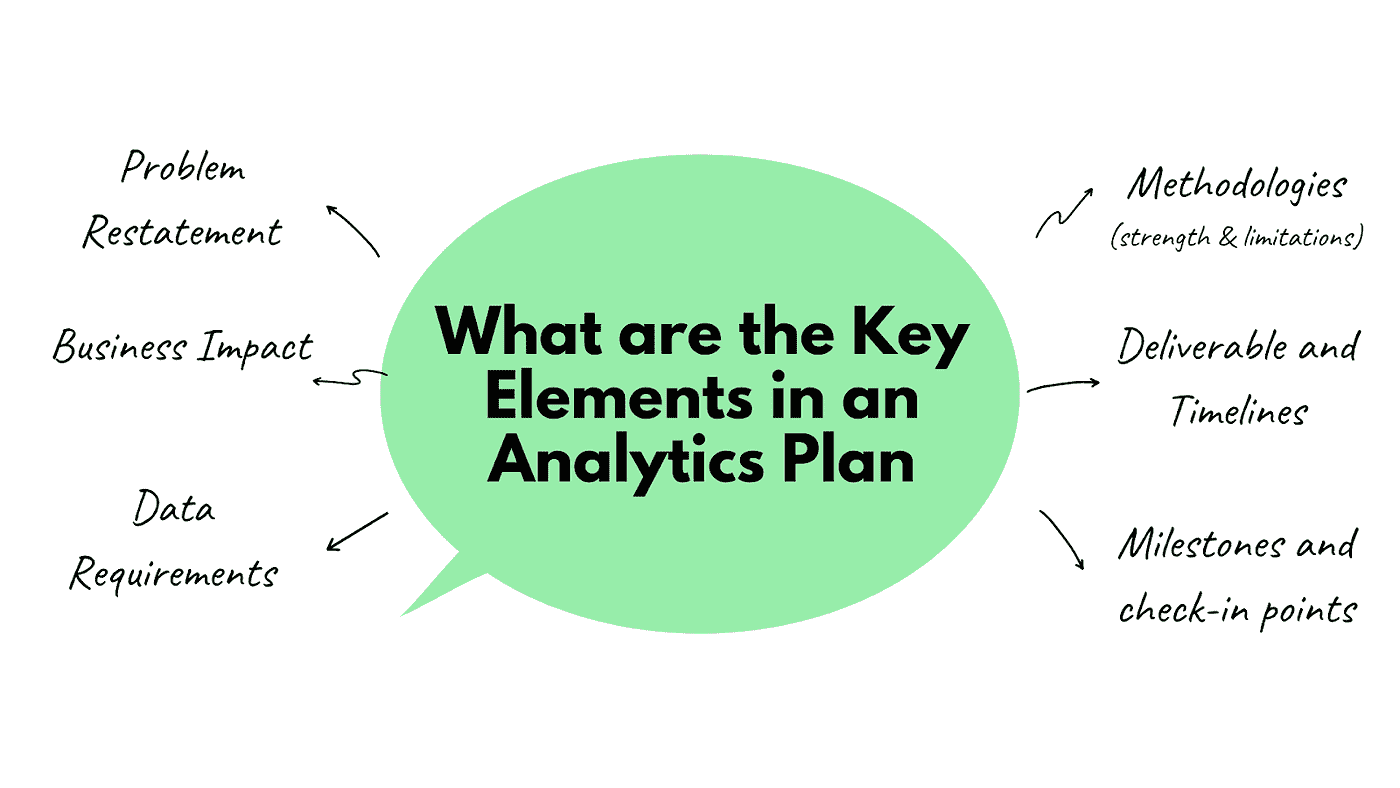 Problem
Restatement
Business Impact
Data
Requirements
What are the Key
Elements in an
Analytics Plan
Methodologies
(strength & limitations)
Deliverable and
Timelines
Milestones and
check-in points